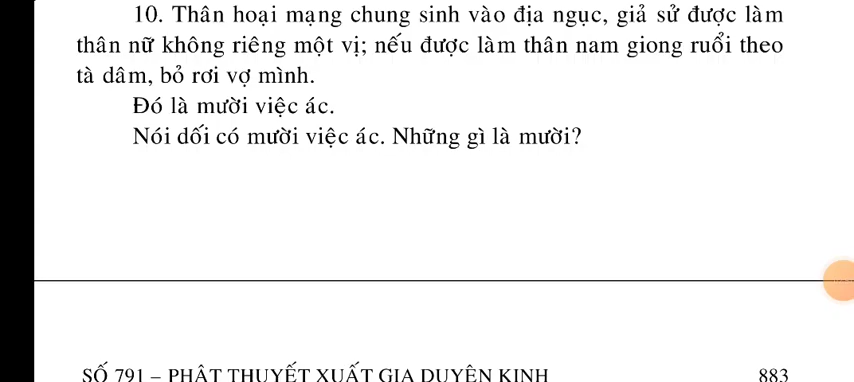 10. Thân hoại mạng chung sinh vào địa ngục, giả sử được làm
thân nữ không riêng một vị; nếu được làm thân nam giong ruổi theo
tà dâm, bỏ rơi vợ mình.
Đó là mười việc ác.
Nói dối có mười việc ác. Những gì là mười?
SỐ 791 – PHẬT THUYẾT XUẤT GIA DUYÊN KINH 883